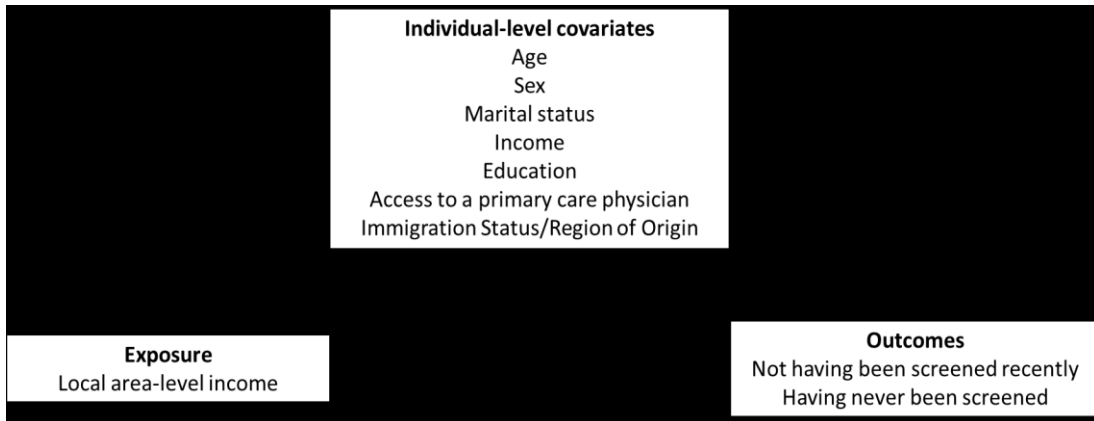 Individual-level covariates
Age
Sex
Marital status
Income
Education
Access to a primary care physician
Immigration Status/Region of Origin
Exposure
Local area-level income
Outcomes
Not having been screened recently
Having never been screened